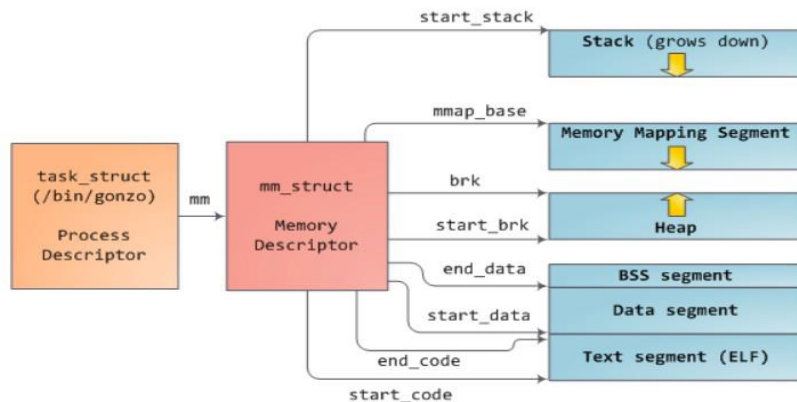 start_stack
Stack (grows down)
mmap_base
Memory Mapping Segment
task_struct
(/bin/gonzo)
Process
Descriptor
mm
mm_struct
Memory
Descriptor
brk
start_brk
Heap
end_data
BSS segment
start_data
Data segment
end_code
Text segment (ELF)
start_code